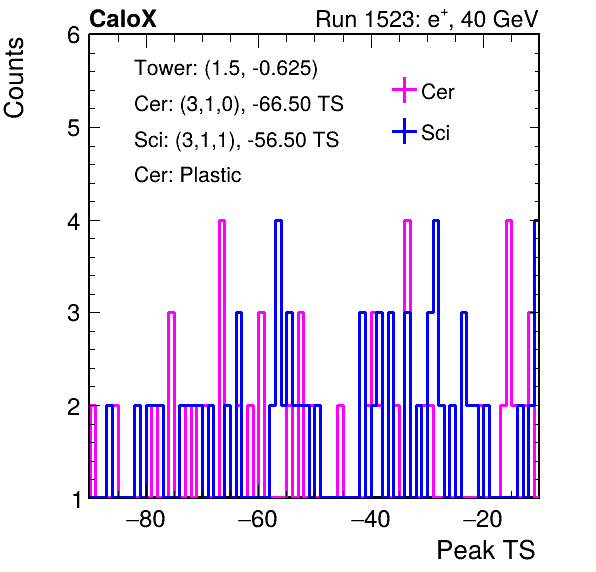 CaloX Run 1523: e⁺, 40 GeV
Counts
Tower: (1.5, -0.625)
Cer: (3,1,0), -66.50 TS
Sci: (3,1,1), -56.50 TS
Cer: Plastic
Cer
Sci
6
5
4
3
2
1
−80 −60 −40 −20
Peak TS